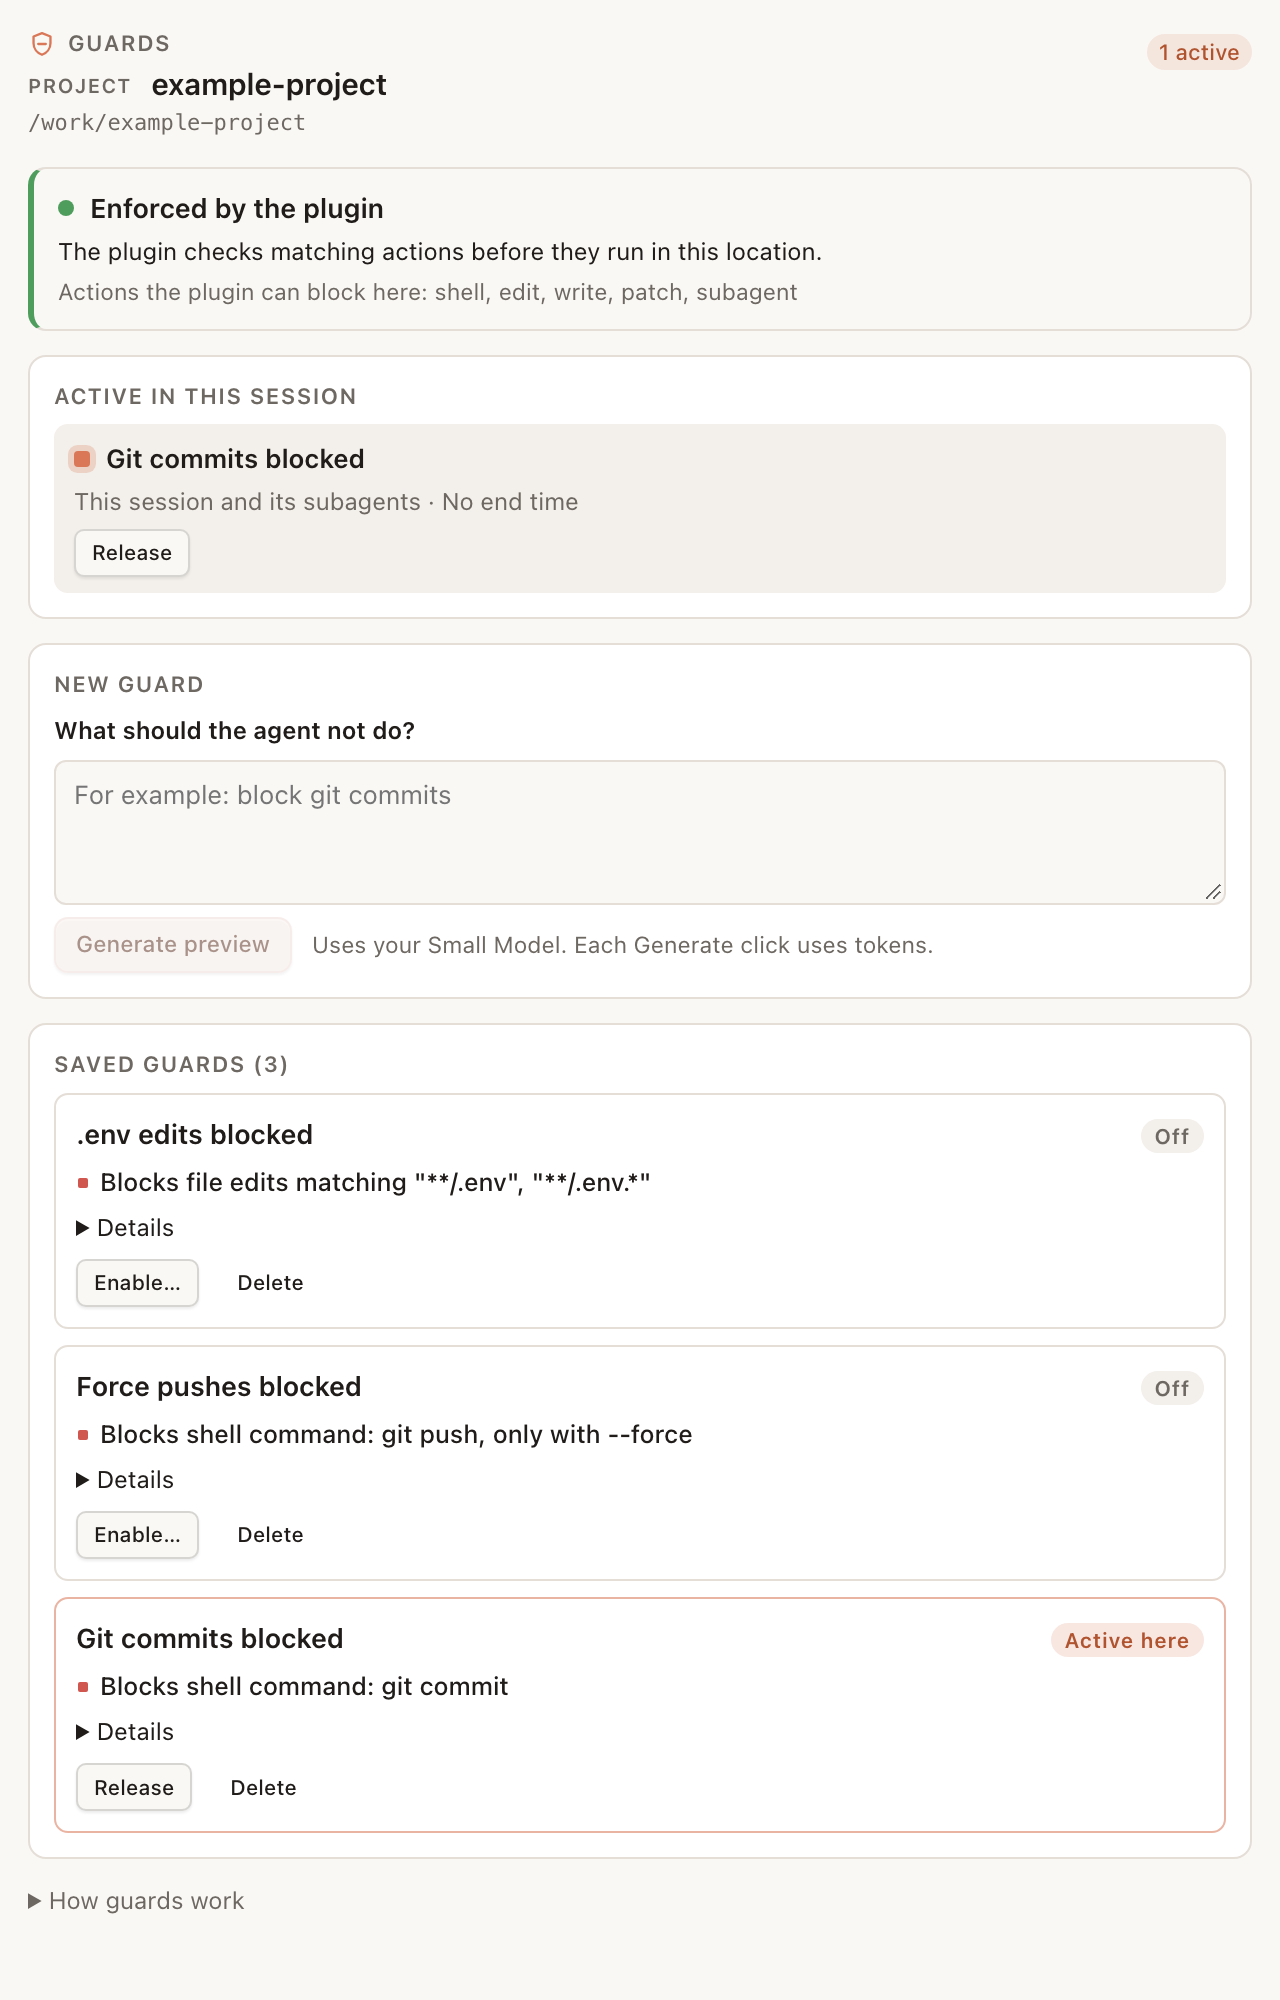 GUARDS
1 active
PROJECT example-project
/work/example-project
Enforced by the plugin
The plugin checks matching actions before they run in this location.
Actions the plugin can block here: shell, edit, write, patch, subagent
ACTIVE IN THIS SESSION
Git commits blocked
This session and its subagents · No end time
Release
NEW GUARD
What should the agent not do?
For example: block git commits
Generate preview
Uses your Small Model. Each Generate click uses tokens.
SAVED GUARDS (3)
.env edits blocked
Off
Blocks file edits matching "**/.env", "**/.env.*"
Details
Enable...
Delete
Force pushes blocked
Off
Blocks shell command: git push, only with --force
Details
Enable...
Delete
Git commits blocked
Active here
Blocks shell command: git commit
Details
Release
Delete
How guards work